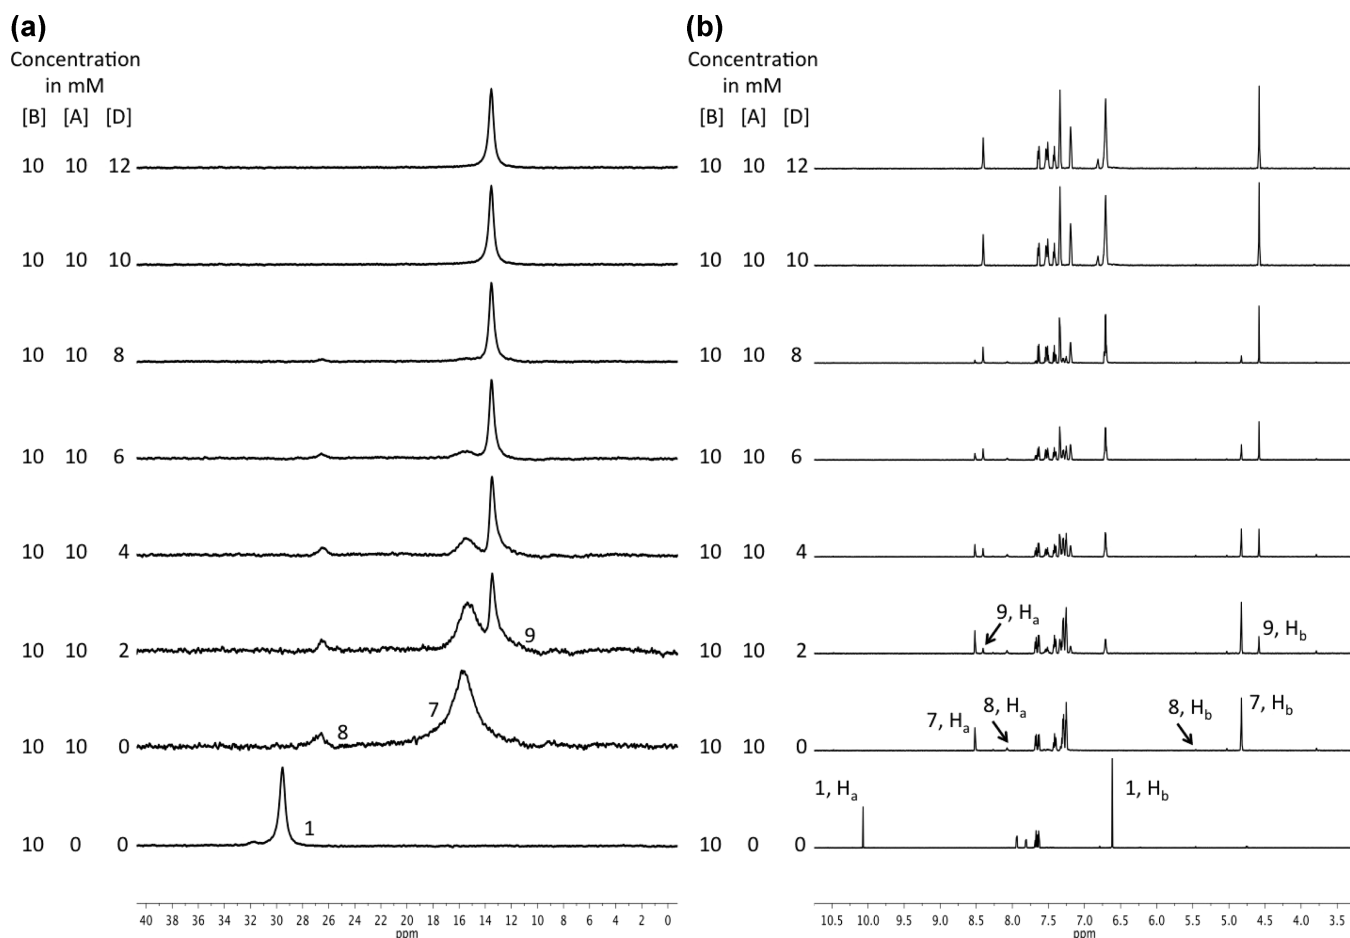 (a)
Concentration
in mM
[B] [A] [D]
10 10 12
10 10 10
10 10 8
10 10 6
10 10 4
10 10 2
9
10 10 0
8
7
10 0 0
1
40 38 36 34 32 30 28 26 24 22 20 18 16 14 12 10 8 6 4 2 0
ppm
(b)
Concentration
in mM
[B] [A] [D]
10 10 12
10 10 10
10 10 8
10 10 6
10 10 4
10 10 2
9, Ha
9, Hb
10 10 0
7, Ha
8, Ha
8, Hb
7, Hb
10 0 0
1, Ha
1, Hb
10.5 10.0 9.5 9.0 8.0 7.5 7.0 6.5 6.0 5.5 5.0 4.5 4.0 3.5
ppm